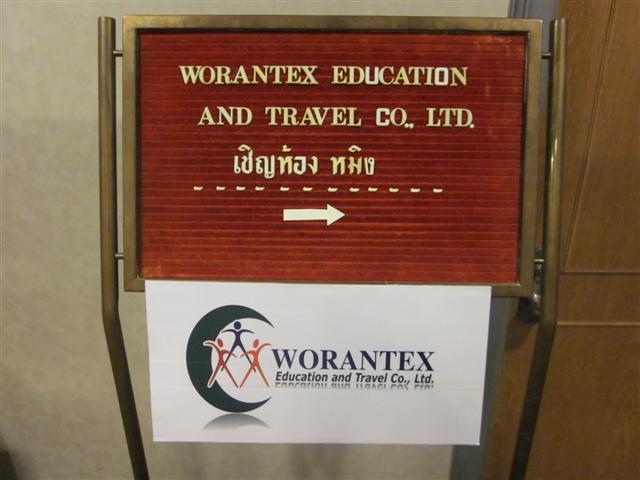 WORANTEX EDUCATION
AND TRAVEL CO., LTD.
เชิญห้อง หมิง
WORANTEX
Education and Travel Co., Ltd.